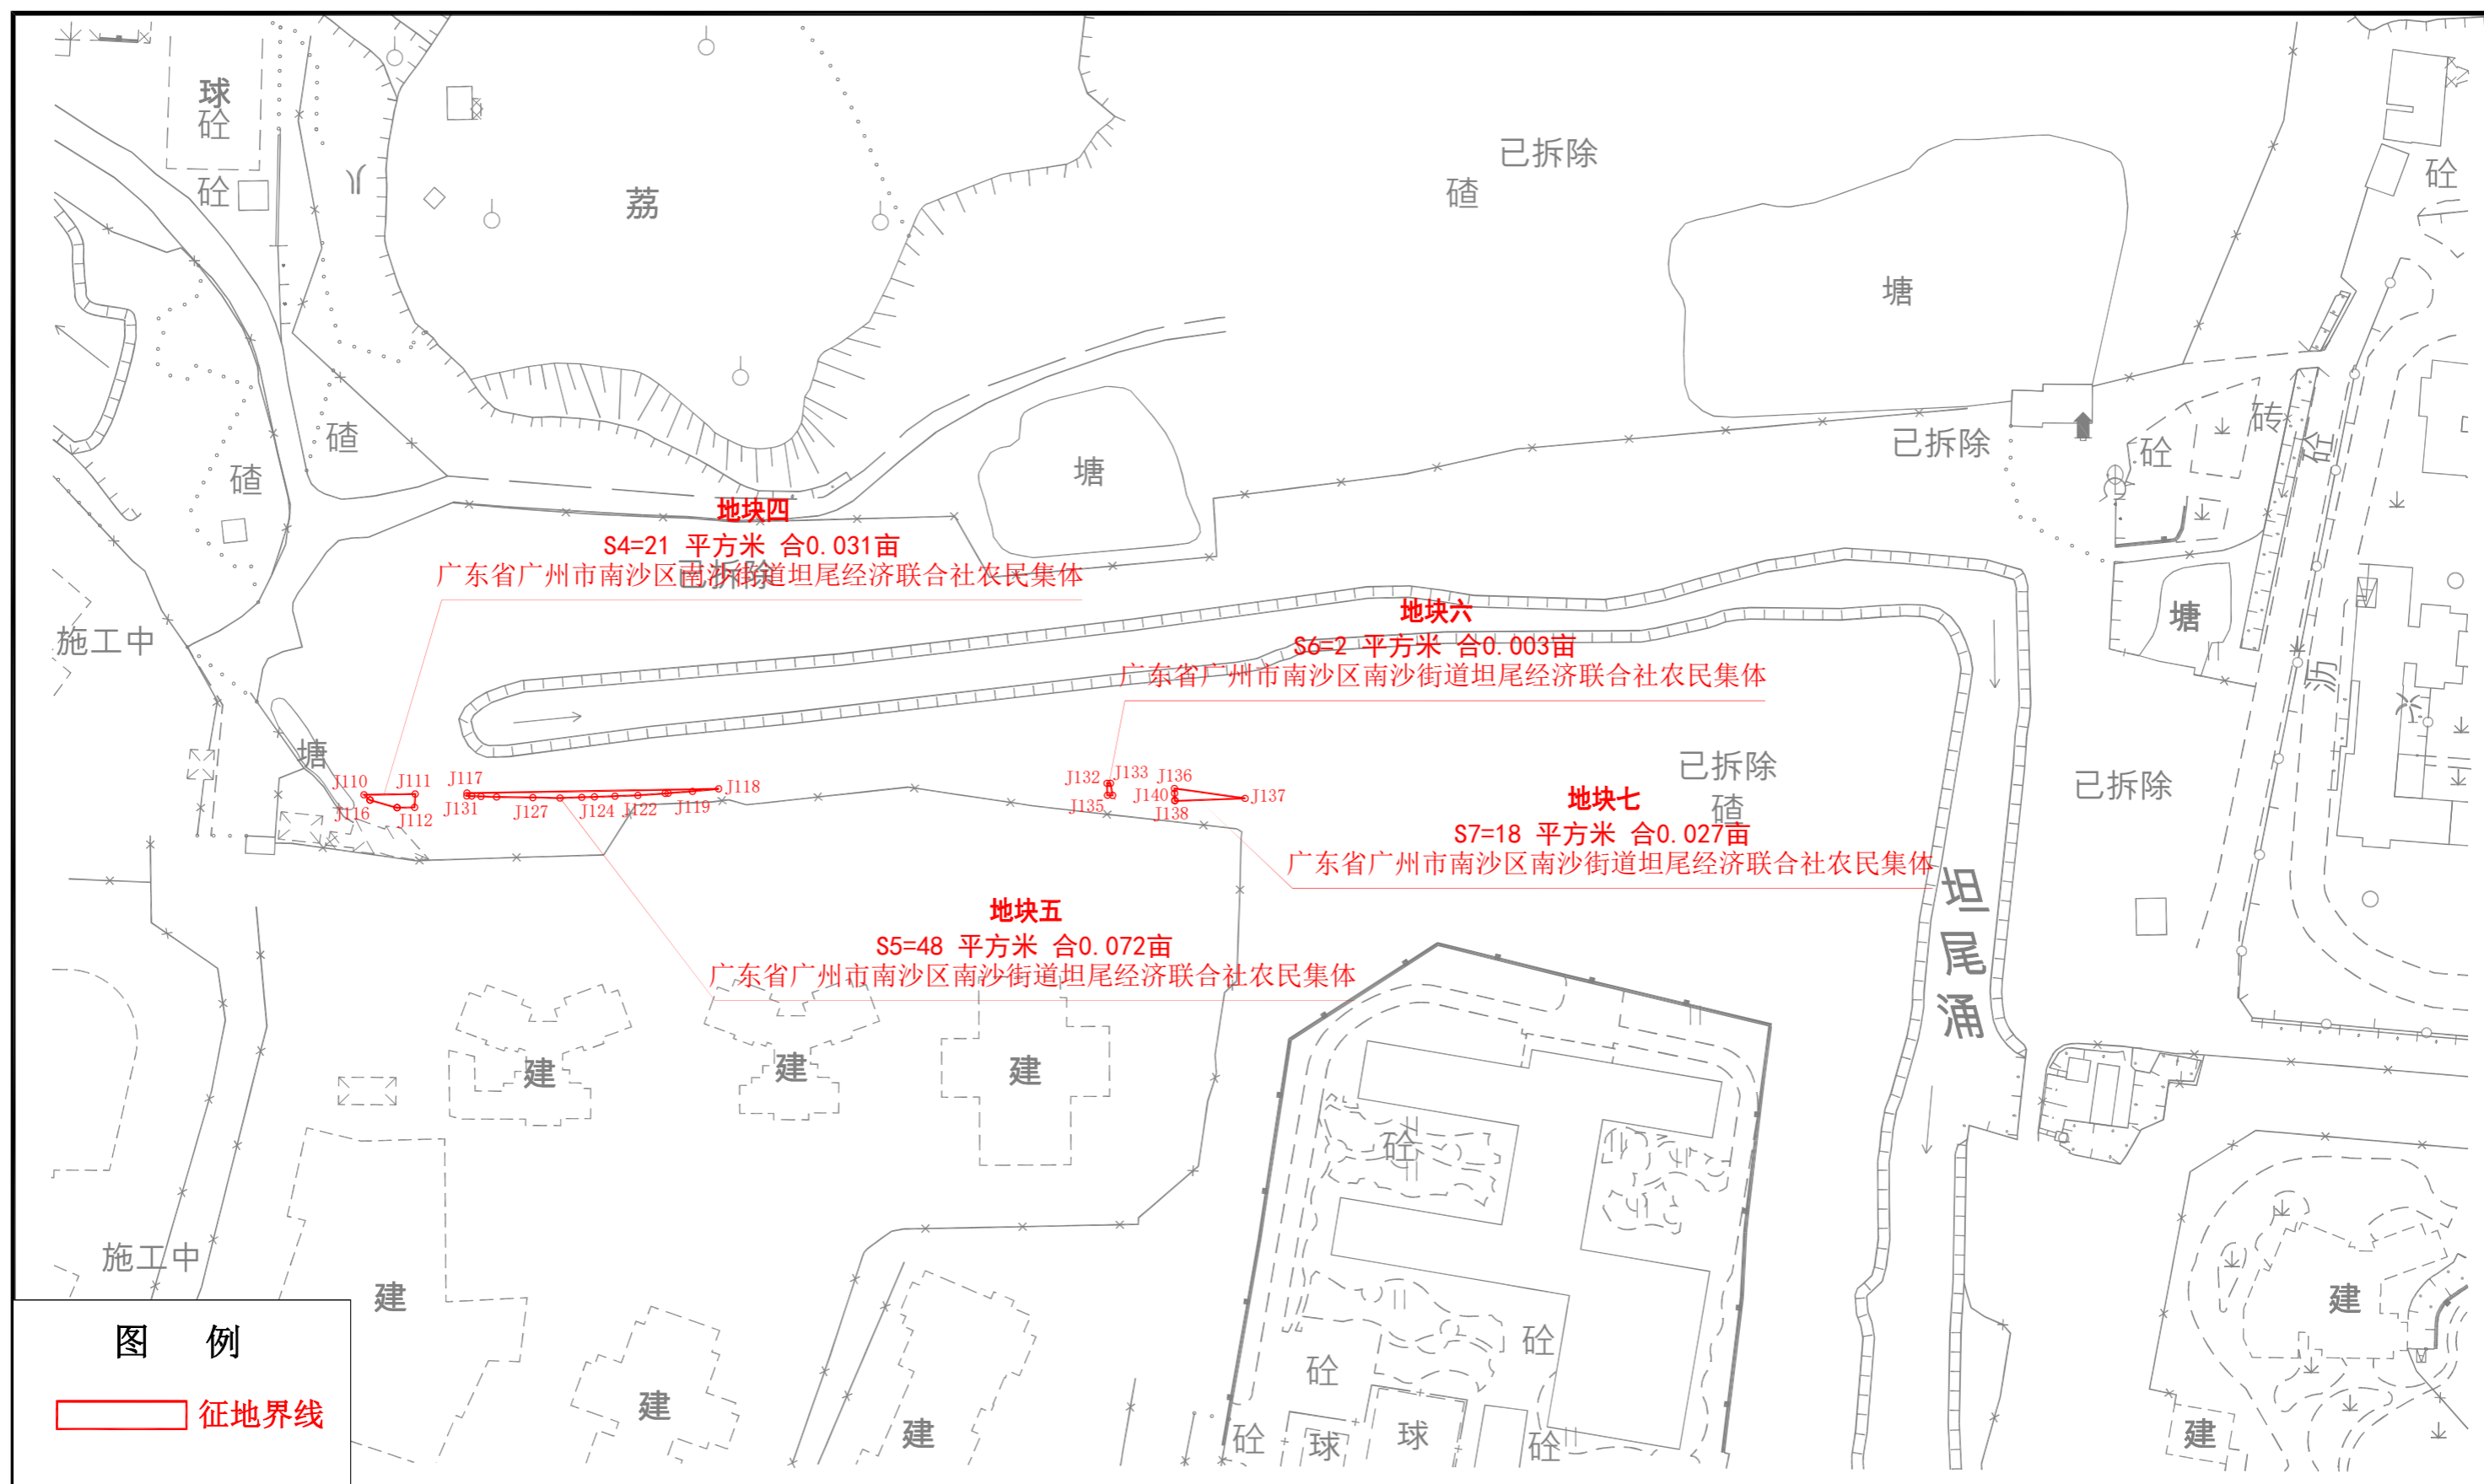 球
砼
砼
荔
已拆除
碴
砼
塘
碴
碴
塘
已拆除
砼
砖
砼
地块四
S4=21 平方米 合0.031亩
广东省广州市南沙区南沙街道坦尾经济联合社农民集体
已拆除
施工中
地块六
S6=2 平方米 合0.003亩
广东省广州市南沙区南沙街道坦尾经济联合社农民集体
塘
沥
水
塘
J110
J111
J116
J112
J117
J118
J131
J127
J124
J122
J119
J132
J133
J135
J136
J140
J137
J138
已拆除
碴
已拆除
地块七
S7=18 平方米 合0.027亩
广东省广州市南沙区南沙街道坦尾经济联合社农民集体
地块五
S5=48 平方米 合0.072亩
广东省广州市南沙区南沙街道坦尾经济联合社农民集体
坦尾涌
建
建
建
砼
施工中
建
建
建
建
砼
砼
砼
球
球
砼
建
图 例
征地界线